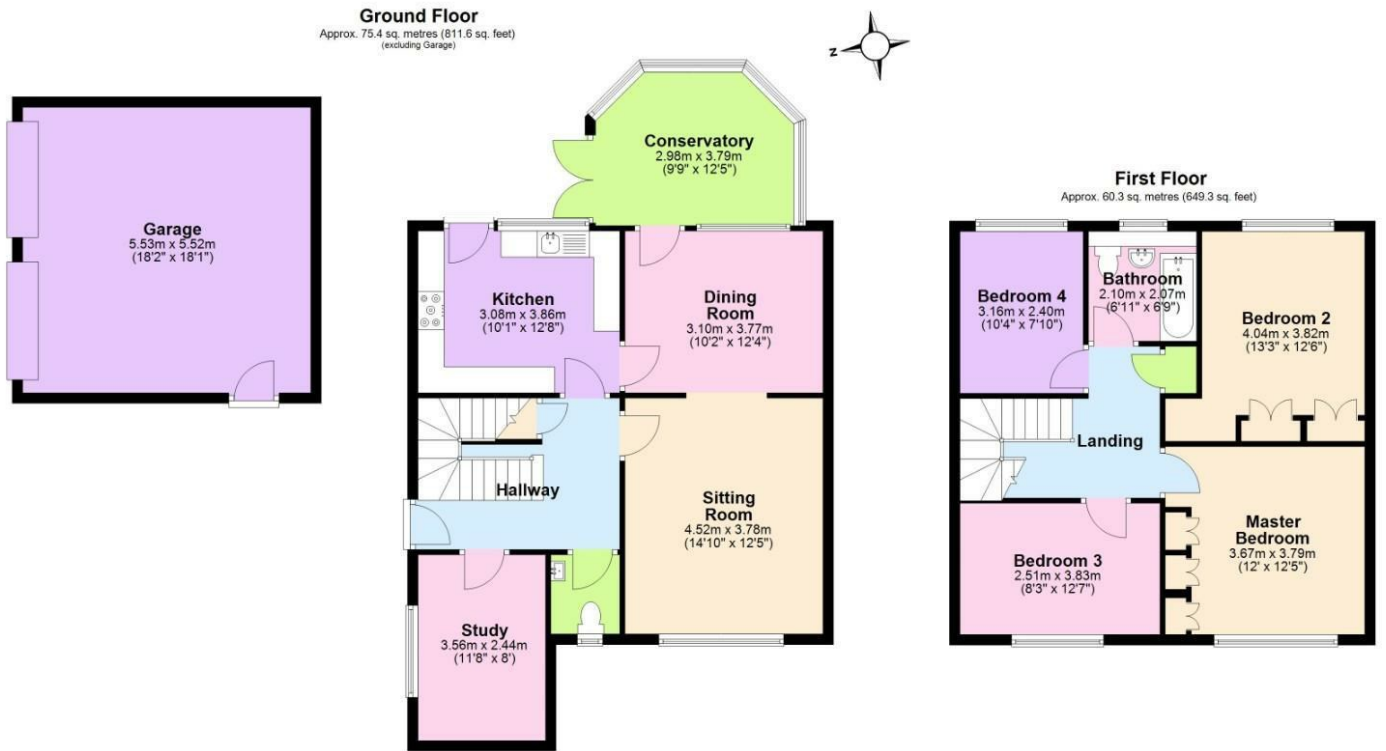 Ground Floor
Approx. 75.4 sq. metres (811.6 sq. feet)
(excluding Garage)
Z
Garage
5.53m x 5.52m
(18'2" x 18'1")
Conservatory
2.98m x 3.79m
(9'9" x 12'5")
Kitchen
3.08m x 3.86m
(10'1" x 12'8")
Dining
Room
3.10m x 3.77m
(10'2" x 12'4")
Hallway
Sitting
Room
4.52m x 3.78m
(14'10" x 12'5")
Study
3.56m x 2.44m
(11'8" x 8')
First Floor
Approx. 60.3 sq. metres (649.3 sq. feet)
Bedroom 4
3.16m x 2.40m
(10'4" x 7'10")
Bathroom
2.10m x 2.07m
(6'11" x 6'9")
Bedroom 2
4.04m x 3.82m
(13'3" x 12'6")
Landing
Bedroom 3
2.51m x 3.83m
(8'3" x 12'7")
Master
Bedroom
3.67m x 3.79m
(12' x 12'5")